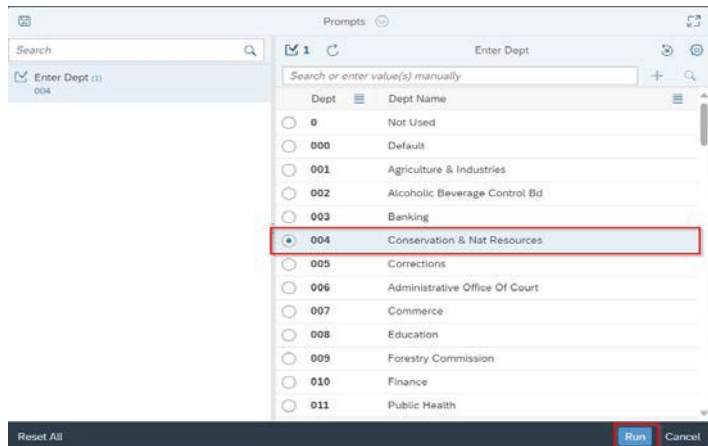 Prompts
Search
Enter Dept (1)
004
1
Enter Dept
Search or enter value(s) manually
Dept Dept Name
0 Not Used
000 Default
001 Agriculture & Industries
002 Alcoholic Beverage Control Bd
003 Banking
004 Conservation & Nat Resources
005 Corrections
006 Administrative Office Of Court
007 Commerce
008 Education
009 Forestry Commission
010 Finance
011 Public Health
Reset All Run Cancel